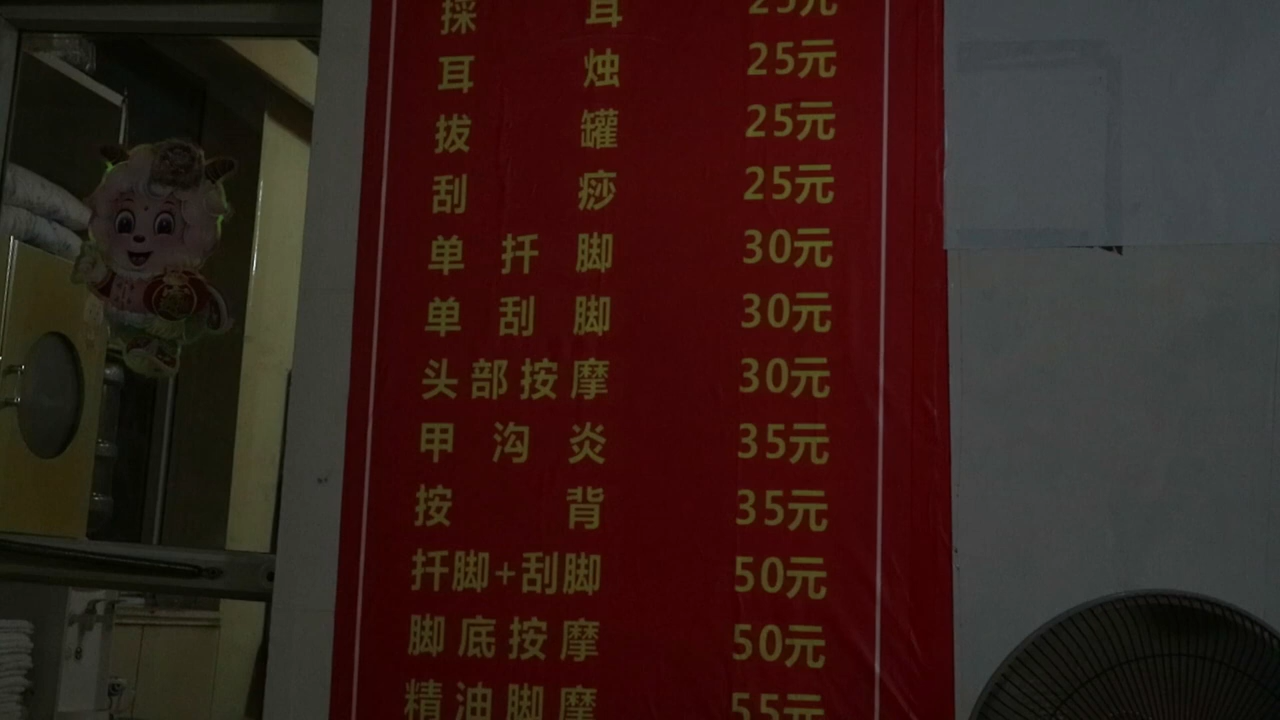 採耳 25元
耳烛 25元
拔罐 25元
刮痧 25元
单扦脚 30元
单刮脚 30元
头部按摩 30元
甲沟炎 35元
按背 35元
扦脚+刮脚 50元
脚底按摩 50元
精油脚摩 55元